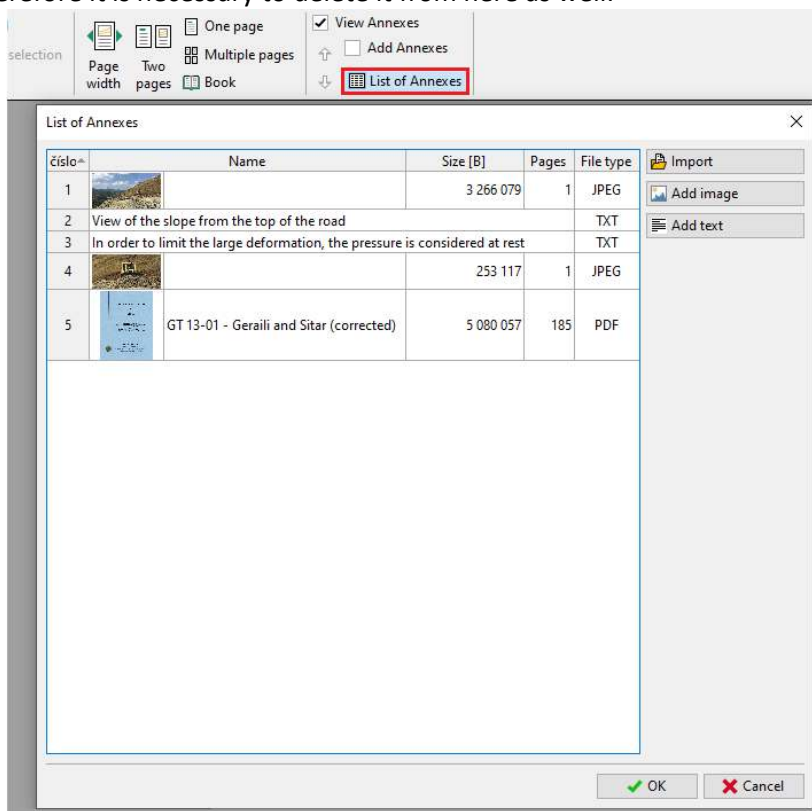 refore it is necessary to delete it from here as well.
selection
Page width
Two pages
One page
Multiple pages
Book
View Annexes
Add Annexes
List of Annexes
List of Annexes
číslo Name Size [B] Pages File type
1 3 266 079 1 JPEG
2 View of the slope from the top of the road TXT
3 In order to limit the large deformation, the pressure is considered at rest TXT
4 253 117 1 JPEG
5 GT 13-01 - Geraili and Sitar (corrected) 5 080 057 185 PDF
Import
Add image
Add text
OK Cancel